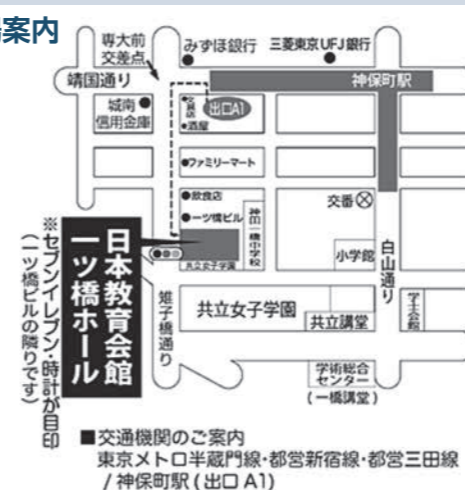 場案内
専大前
交差点
みずほ銀行
三菱東京UFJ銀行
靖国通り
神保町駅
城南
信用金庫
文具店
出口A1
酒屋
ファミリーマート
飲食店
一ツ橋ビル
神田一橋中学校
交番
小学館
白山通り
共立女子学園
日本教育会館
一ツ橋ホール
※セブンイレブン・時計が目印
(一ツ橋ビルの隣りです)
雉子橋通り
共立女子学園
共立講堂
学士会館
学術総合
センター
(一橋講堂)
■交通機関のご案内
東京メトロ半蔵門線・都営新宿線・都営三田線
/ 神保町駅 ( 出口 A1)